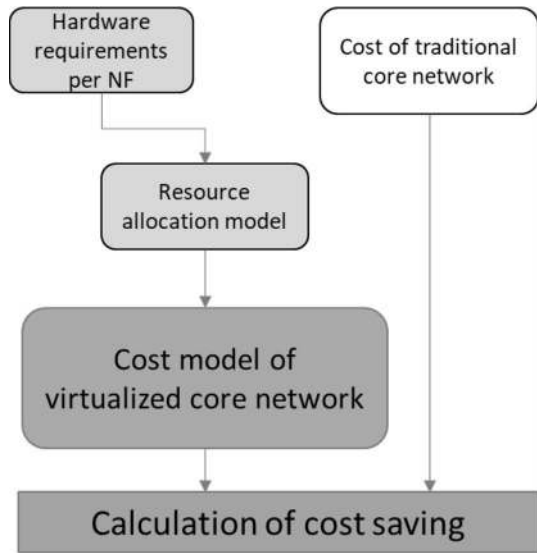 Hardware
requirements
per NF
Cost of traditional
core network
Resource
allocation model
Cost model of
virtualized core network
Calculation of cost saving